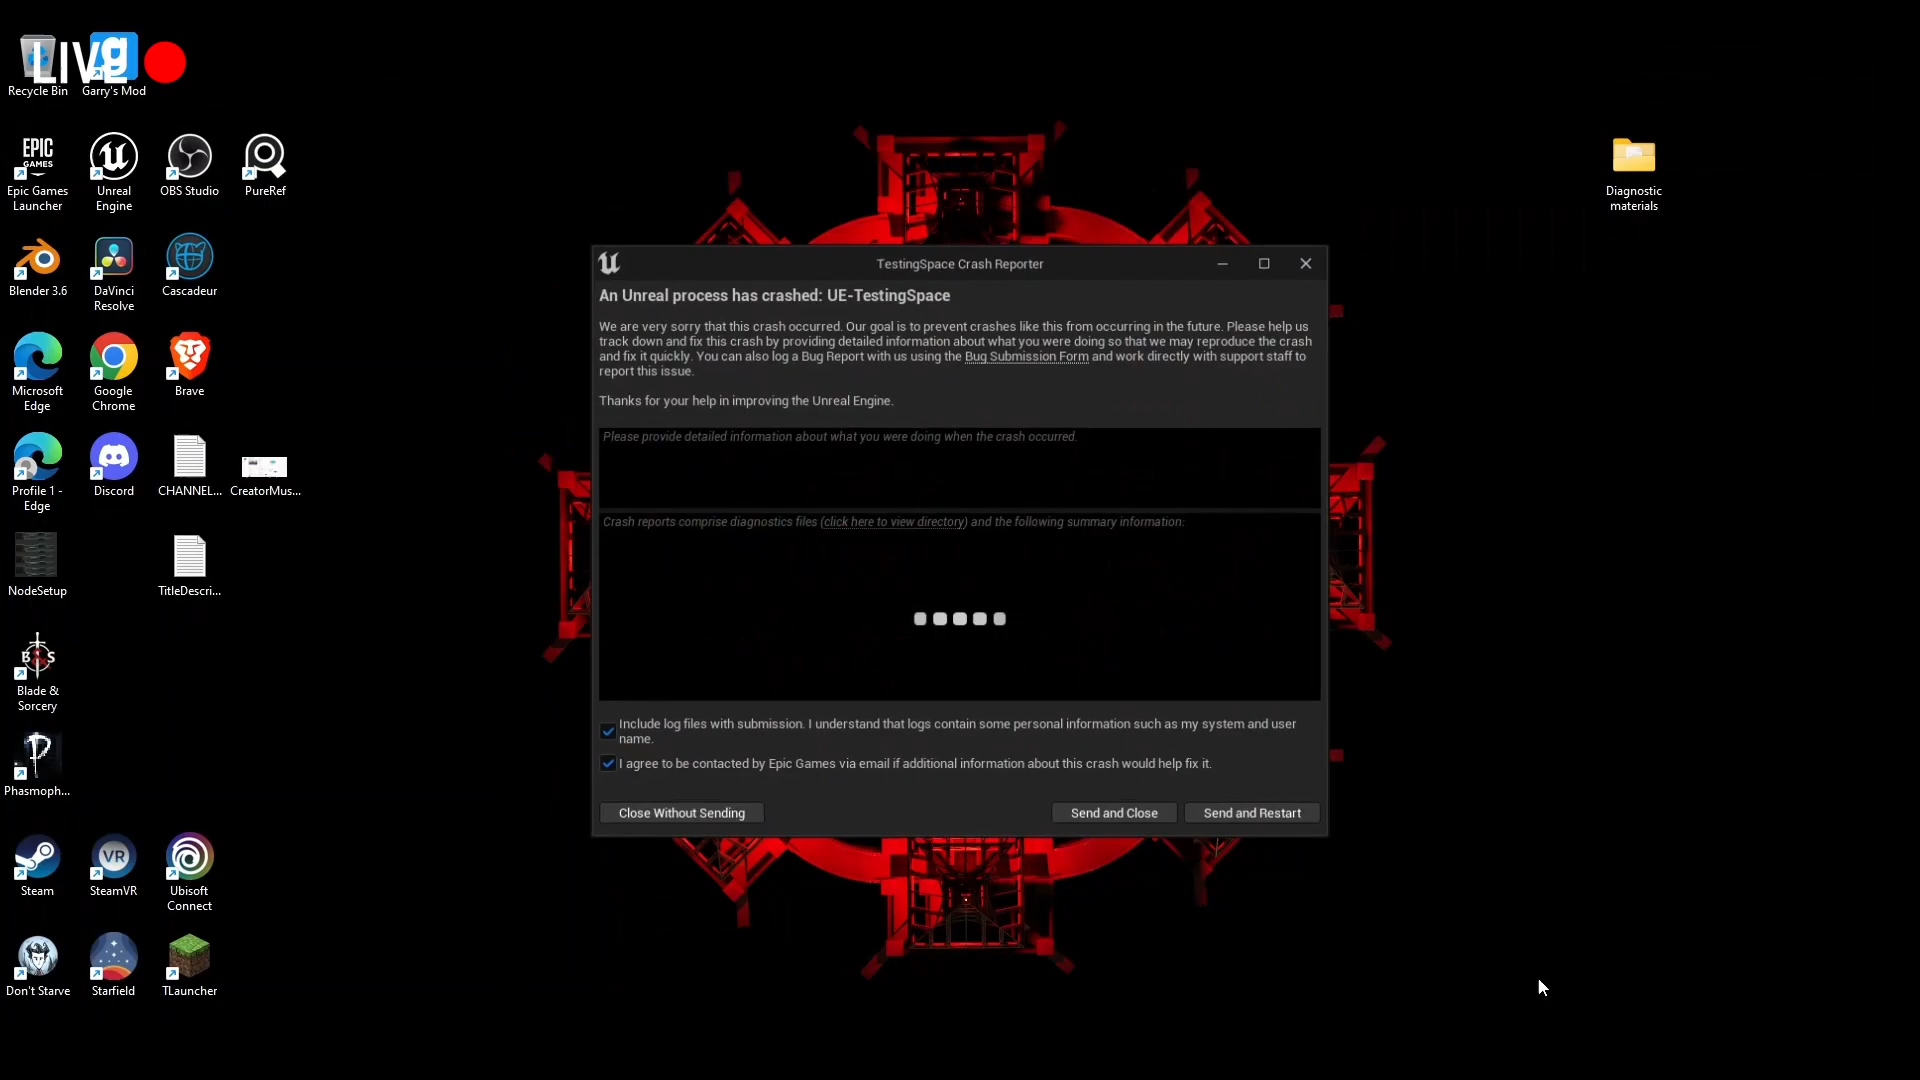 LIVE
Recycle Bin
Garry's Mod
EPIC
GAMES
Epic Games
Launcher
Unreal
Engine
OBS Studio
PureRef
Diagnostic
materials
Blender 3.6
DaVinci
Resolve
Cascadeur
Microsoft
Edge
Google
Chrome
Brave
Profile 1 -
Edge
Discord
CHANNEL...
CreatorMus...
NodeSetup
TitleDescri...
B&S
Blade &
Sorcery
Phasmoph...
Steam
VR
SteamVR
Ubisoft
Connect
Don't Starve
Starfield
TLauncher
TestingSpace Crash Reporter
An Unreal process has crashed: UE-TestingSpace
We are very sorry that this crash occurred. Our goal is to prevent crashes like this from occurring in the future. Please help us
track down and fix this crash by providing detailed information about what you were doing so that we may reproduce the crash
and fix it quickly. You can also log a Bug Report with us using the Bug Submission Form and work directly with support staff to
report this issue.
Thanks for your help in improving the Unreal Engine.
Please provide detailed information about what you were doing when the crash occurred.
Crash reports comprise diagnostics files (click here to view directory) and the following summary information:
Include log files with submission. I understand that logs contain some personal information such as my system and user
name.
I agree to be contacted by Epic Games via email if additional information about this crash would help fix it.
Close Without Sending
Send and Close
Send and Restart